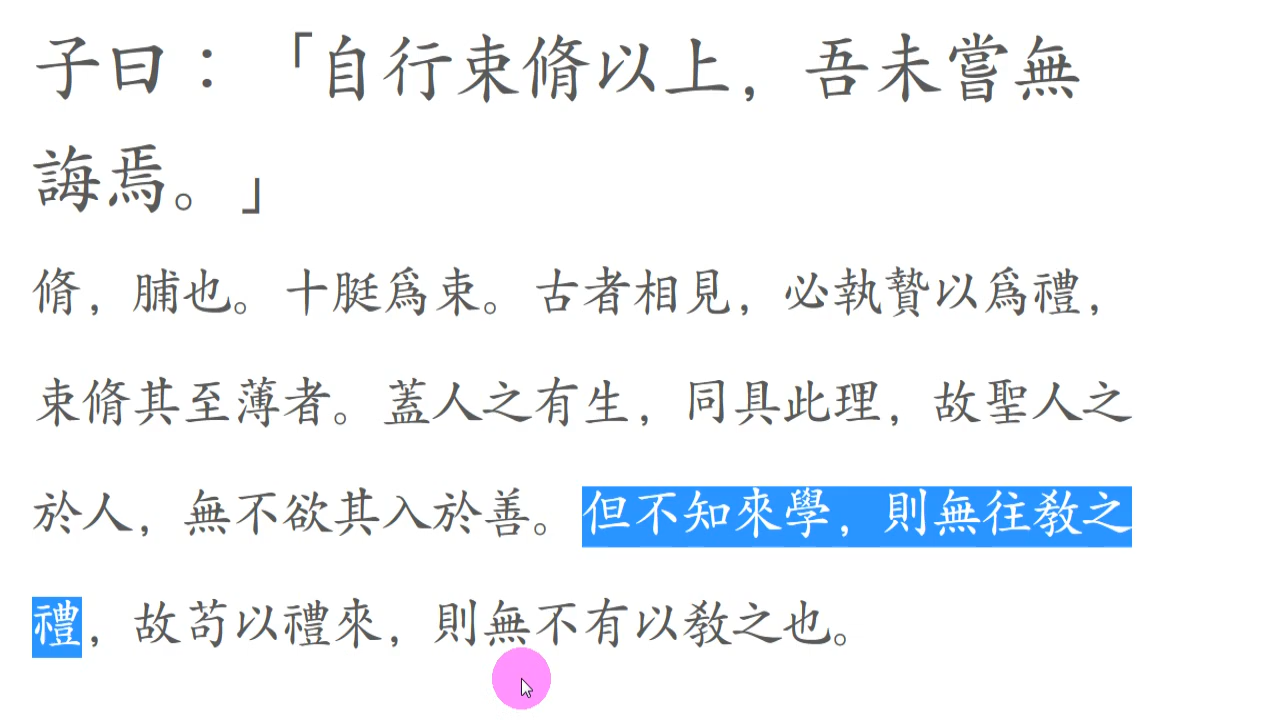 子曰：「自行束脩以上，吾未嘗無
誨焉。」
脩，脯也。十脡爲束。古者相見，必執贄以爲禮，
束脩其至薄者。蓋人之有生，同具此理，故聖人之
於人，無不欲其入於善。但不知來學，則無往敎之
禮，故苟以禮來，則無不有以敎之也。